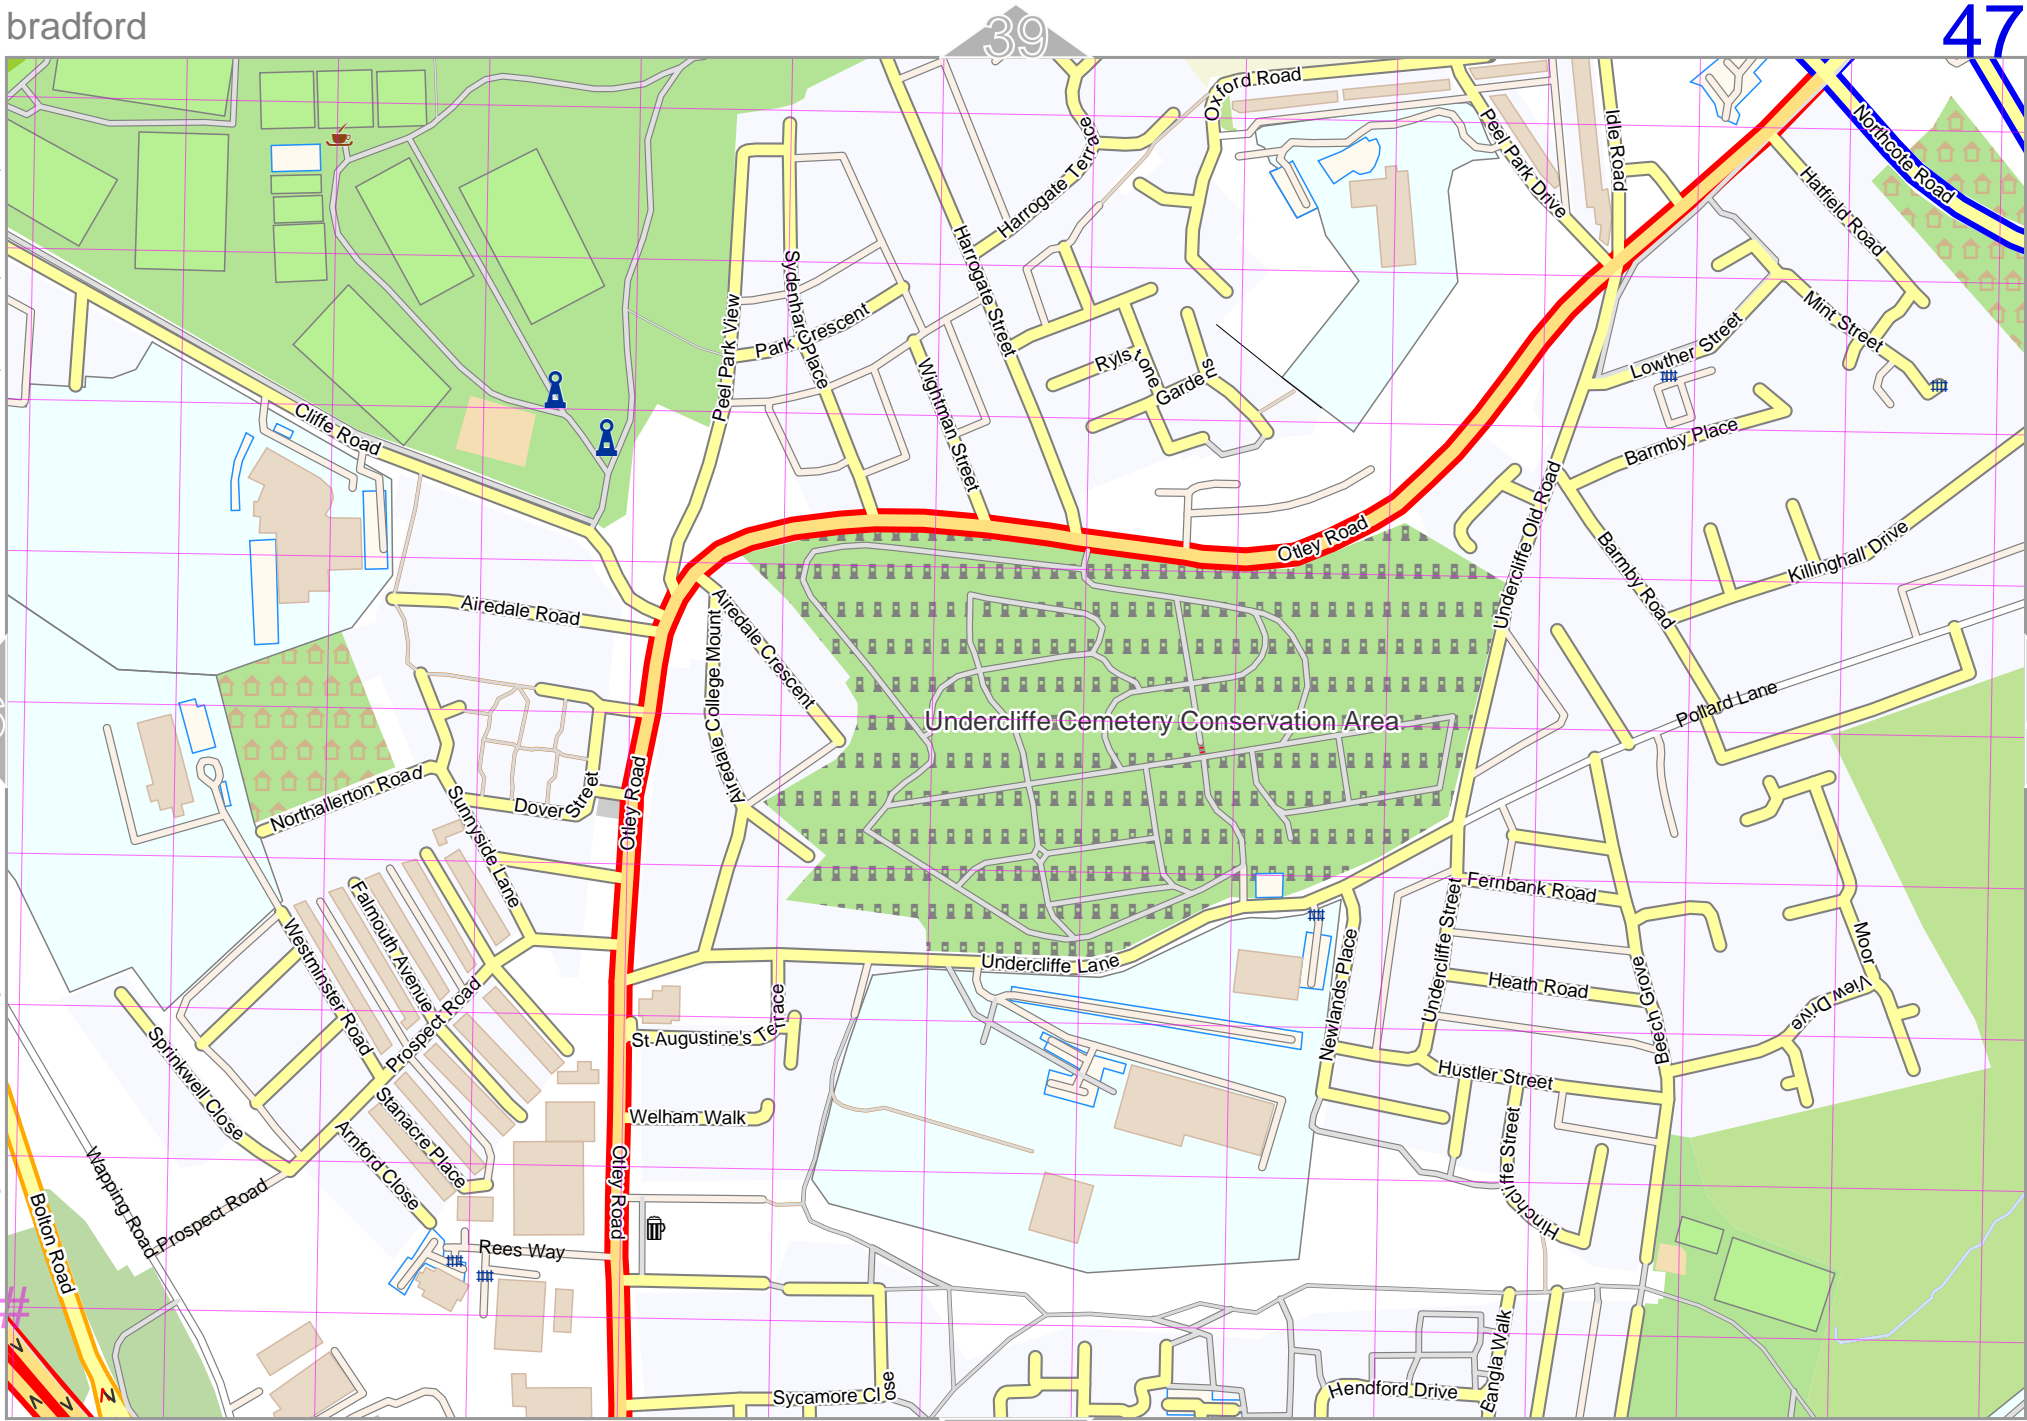 bradford
39
47
Oxford Road
Harrogate Terrace
Peel Park Drive
Idle Road
Northcote Road
Hatfield Road
Harrogate Street
Sydenham Place
Peel Park View
Park Crescent
Wightman Street
Rylstone
Gardens
Mint Street
Lowther Street
Barmby Place
Cliffe Road
Otley Road
Undercliffe Old Road
Barmby Road
Killinghall Drive
Airedale Road
Airedale College Mount
Airedale Crescent
Airedale
Undercliffe Cemetery Conservation Area
Pollard Lane
Northallerton Road
Sunnyside Lane
Dover Street
Otley Road
Falmouth Avenue
Westminster Road
Prospect Road
Undercliffe Lane
Fernbank Road
Undercliffe Street
Heath Road
Beech Grove
Moor View Drive
Newlands Place
Hustler Street
Hinchcliffe Street
St Augustine's Terrace
Welham Walk
Sprinkwell Close
Stanacre Place
Arnford Close
Wapping Road
Prospect Road
Bolton Road
Otley Road
Rees Way
Sycamore Close
Hendford Drive
Eangla Walk
#